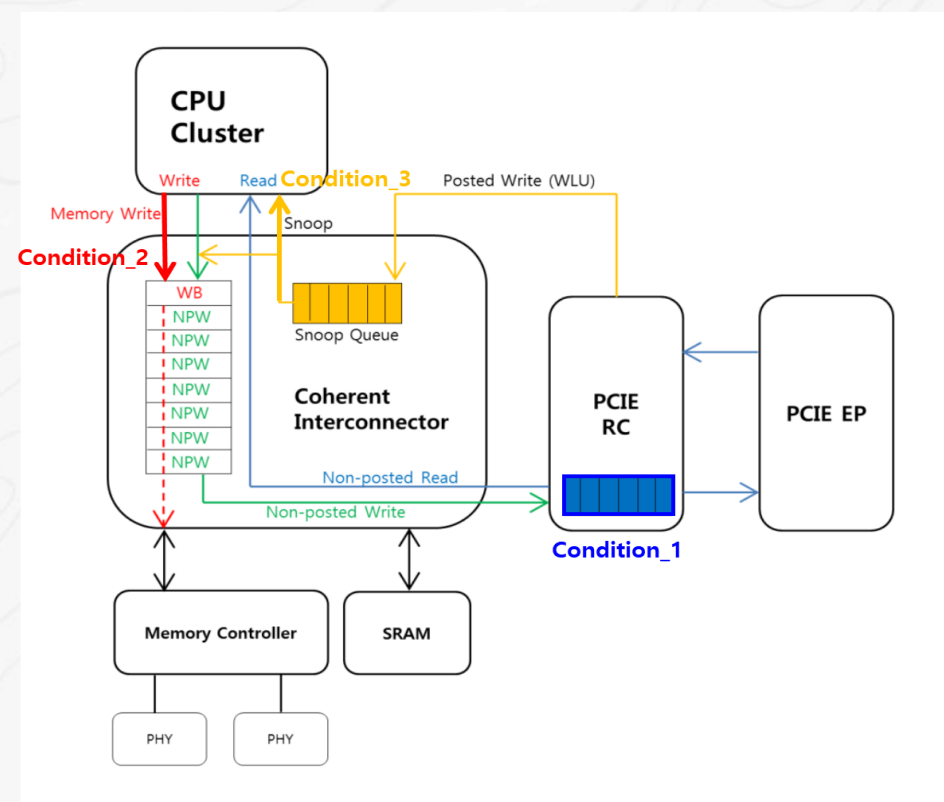 CPU
Cluster
Write
Read
Condition_3
Posted Write (WLU)
Memory Write
Snoop
Condition_2
WB
NPW
NPW
NPW
NPW
NPW
NPW
NPW
Snoop Queue
Coherent
Interconnector
PCIE
RC
PCIE EP
Non-posted Read
Non-posted Write
Condition_1
Memory Controller
SRAM
PHY
PHY